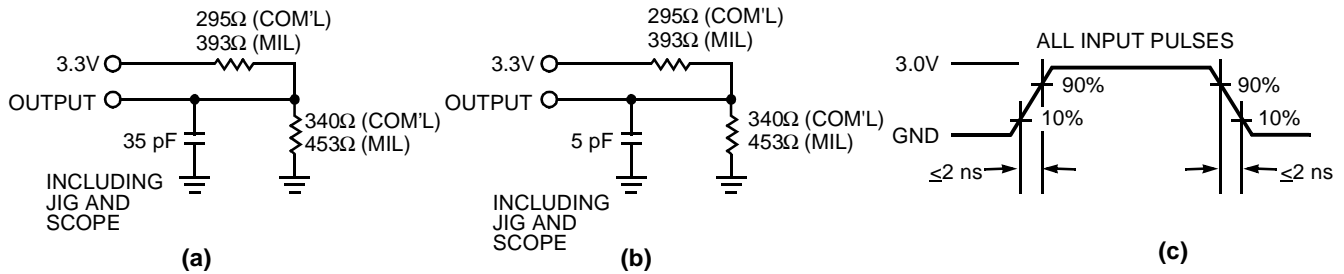 295Ω (COM'L)
393Ω (MIL)
3.3V
OUTPUT
35 pF
340Ω (COM'L)
453Ω (MIL)
INCLUDING
JIG AND
SCOPE
(a)
295Ω (COM'L)
393Ω (MIL)
3.3V
OUTPUT
5 pF
340Ω (COM'L)
453Ω (MIL)
INCLUDING
JIG AND
SCOPE
(b)
ALL INPUT PULSES
3.0V
90%
90%
10%
10%
GND
≤2 ns
≤2 ns
(c)